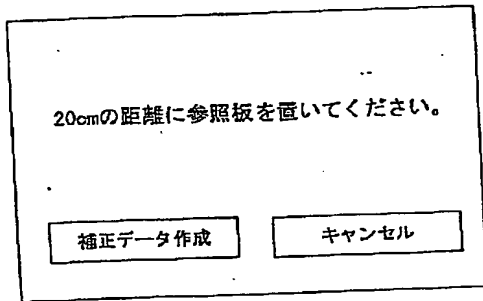 20cmの距離に参照板を置いてください。
補正データ作成
キャンセル